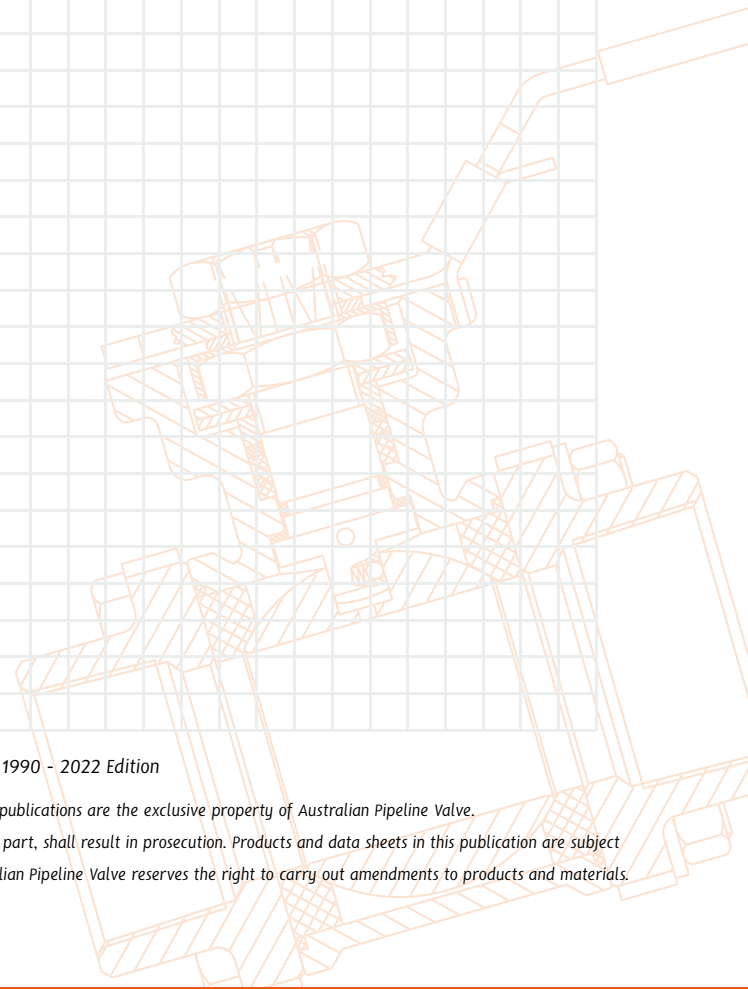 1990 - 2022 Edition
publications are the exclusive property of Australian Pipeline Valve.
part, shall result in prosecution. Products and data sheets in this publication are subject
lian Pipeline Valve reserves the right to carry out amendments to products and materials.